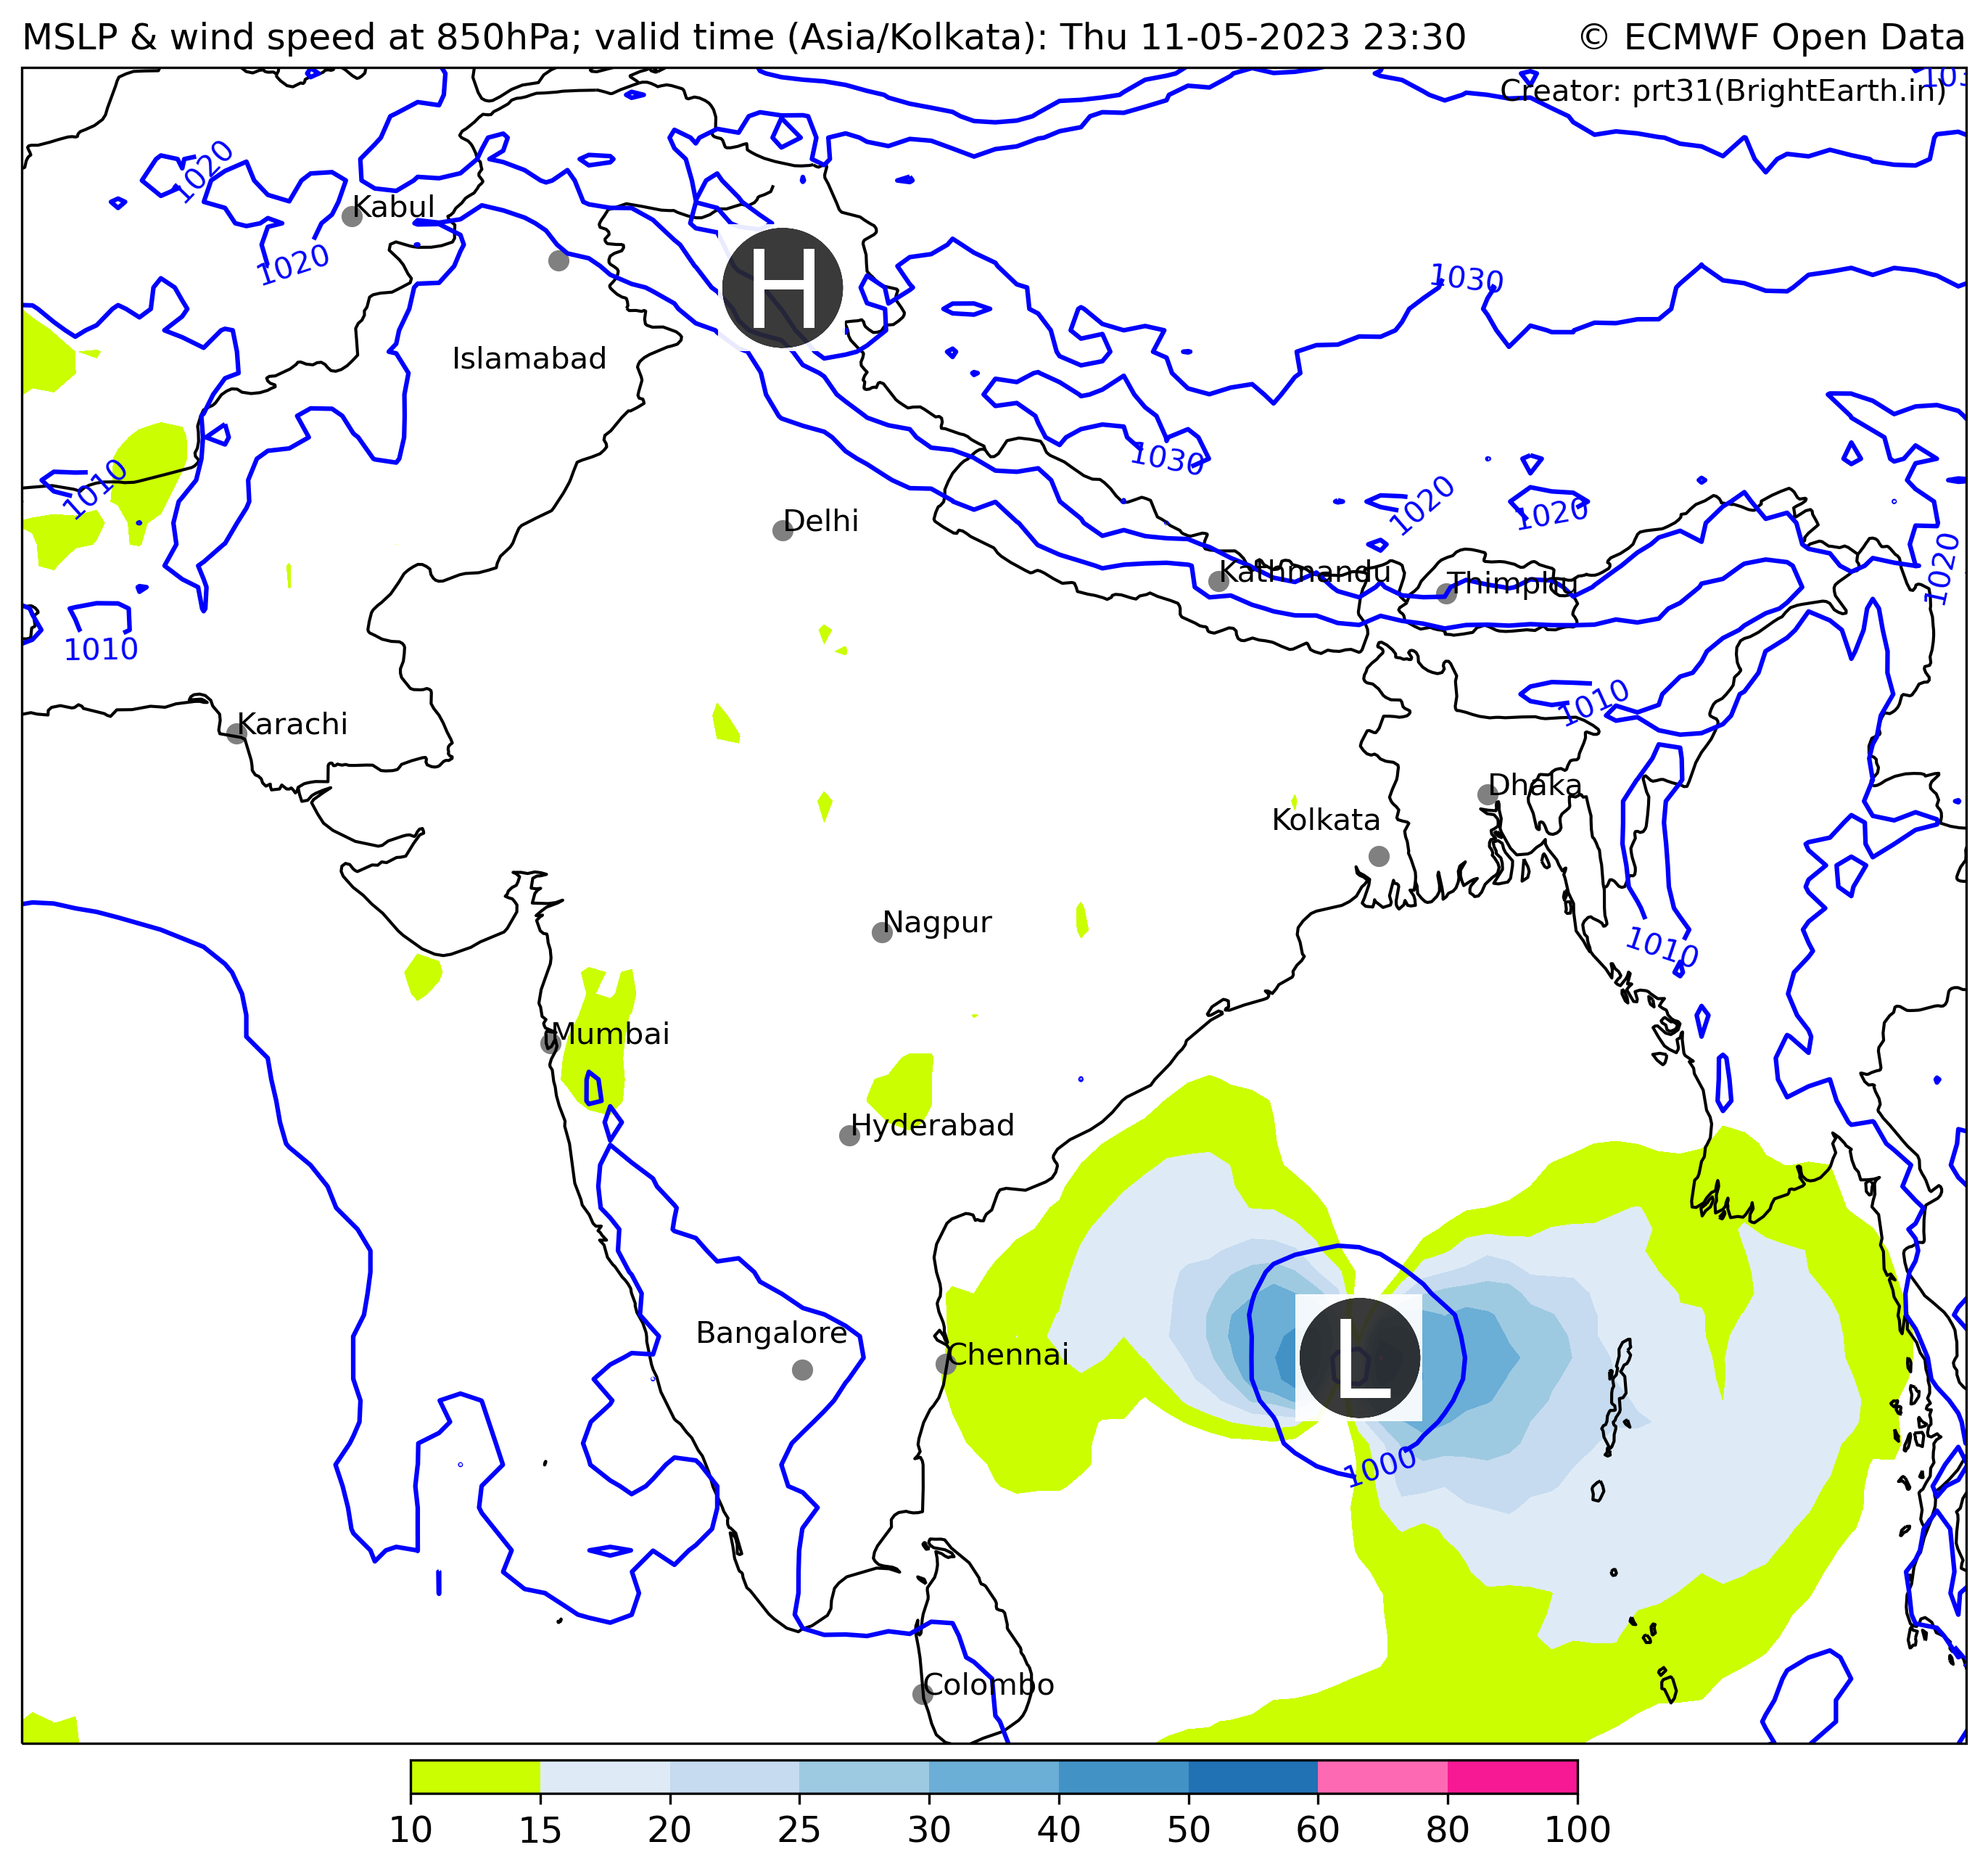 MSLP & wind speed at 850hPa; valid time (Asia/Kolkata): Thu 11-05-2023 23:30
© ECMWF Open Data
Creator: prt31(BrightEarth.in)
1020
Kabul
1020
H
1030
Islamabad
1030
1010
1020
1020
Delhi
Kathmandu
Thimphu
1020
1010
1010
Karachi
Dhaka
Kolkata
Nagpur
1010
Mumbai
Hyderabad
Bangalore
Chennai
L
1000
Colombo
10 15 20 25 30 40 50 60 80 100